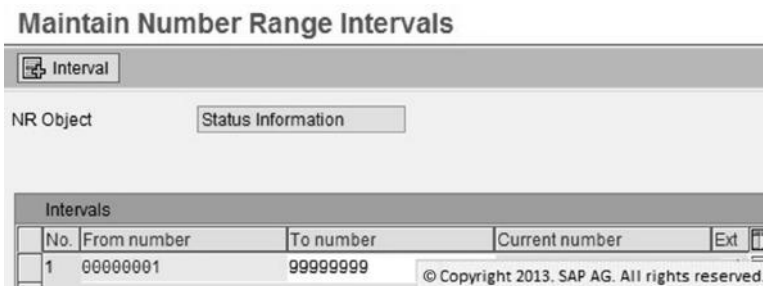 Maintain Number Range Intervals
Interval
NR Object Status Information
Intervals
No. From number To number Current number Ext
1 00000001 99999999
© Copyright 2013. SAP AG. All rights reserved.